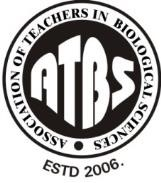 ASSOCIATION OF TEACHERS IN BIOLOGICAL SCIENCES
ATBS
ESTD 2006.